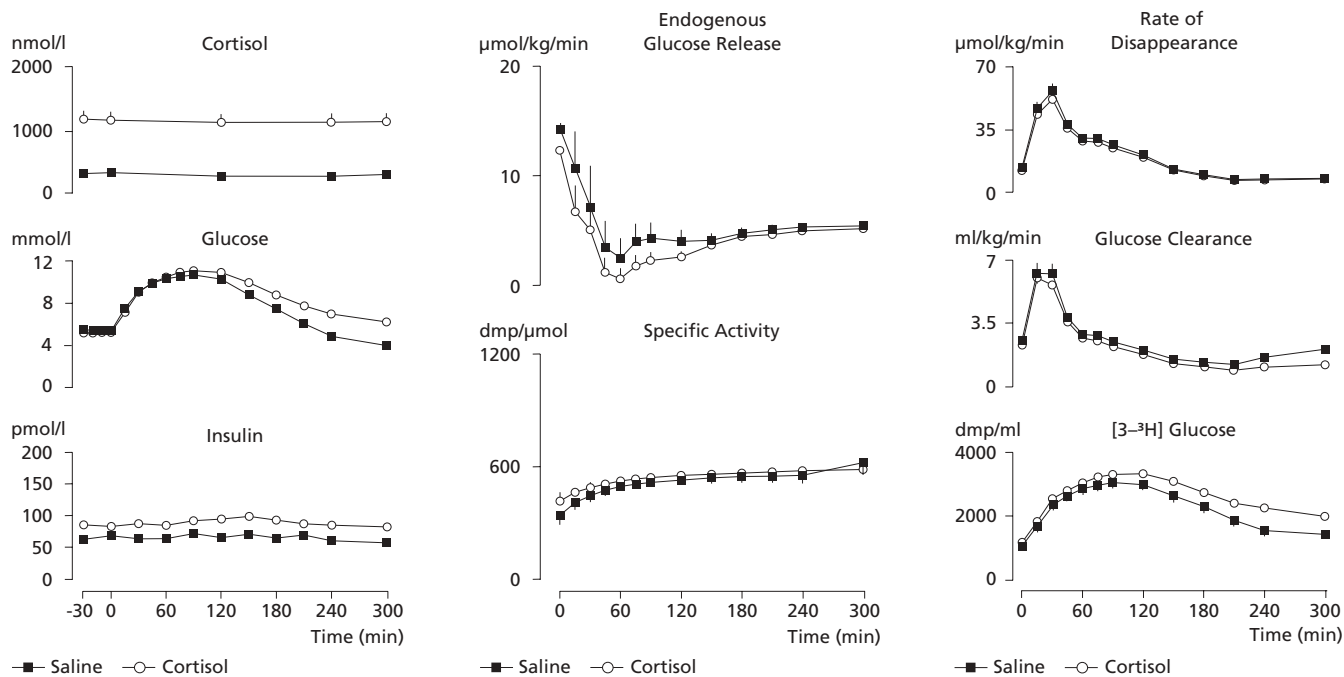 Cortisol
nmol/l
2000
1000
0
Glucose
mmol/l
12
8
4
0
Insulin
pmol/l
200
150
100
50
0
-30 0 60 120 180 240 300
Time (min)
Saline Cortisol
Endogenous
Glucose Release
µmol/kg/min
20
10
0
Specific Activity
dmp/µmol
1200
600
0
0 60 120 180 240 300
Time (min)
Saline Cortisol
Rate of
Disappearance
µmol/kg/min
70
35
0
Glucose Clearance
ml/kg/min
7
3.5
0
[3–³H] Glucose
dmp/ml
4000
2000
0
0 60 120 180 240 300
Time (min)
Saline Cortisol